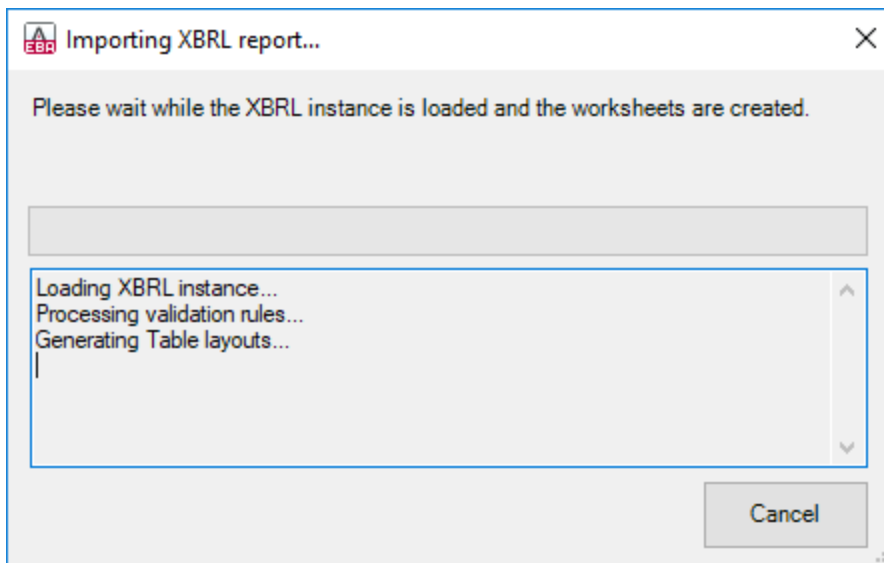 EBA
Importing XBRL report...
Please wait while the XBRL instance is loaded and the worksheets are created.
Loading XBRL instance...
Processing validation rules...
Generating Table layouts...
Cancel